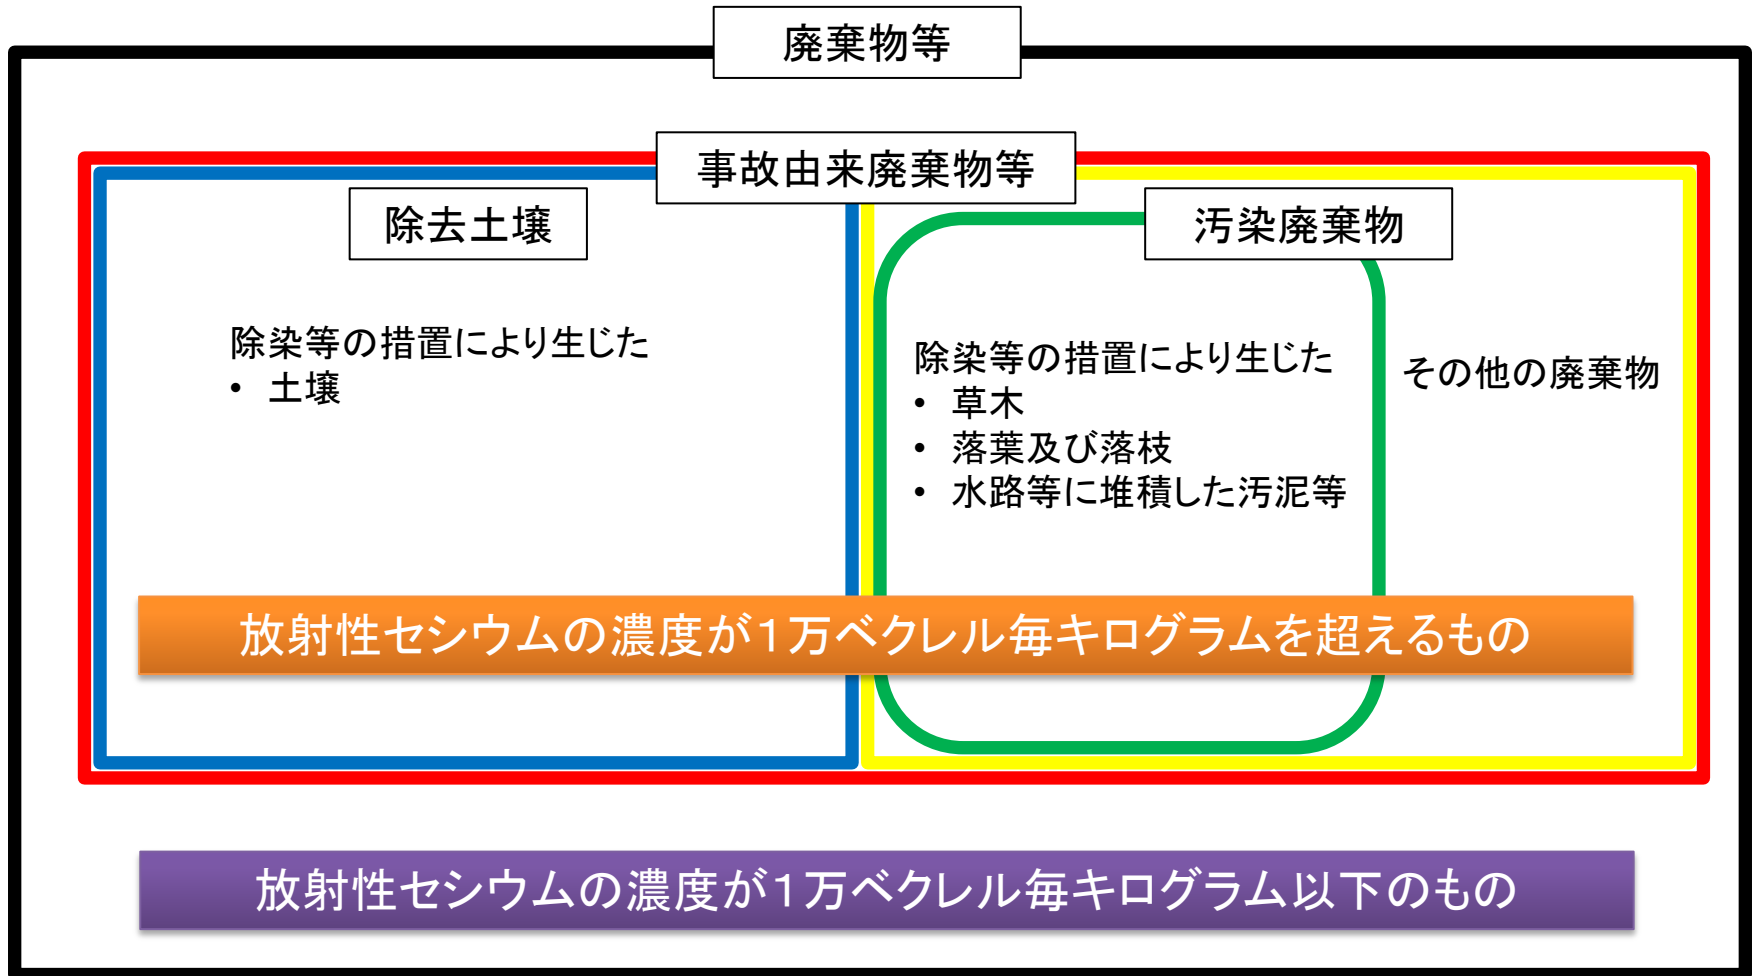 廃棄物等
事故由来廃棄物等
除去土壌
除染等の措置により生じた
• 土壌
汚染廃棄物
除染等の措置により生じた
• 草木
• 落葉及び落枝
• 水路等に堆積した汚泥等
その他の廃棄物
放射性セシウムの濃度が１万ベクレル毎キログラムを超えるもの
放射性セシウムの濃度が１万ベクレル毎キログラム以下のもの